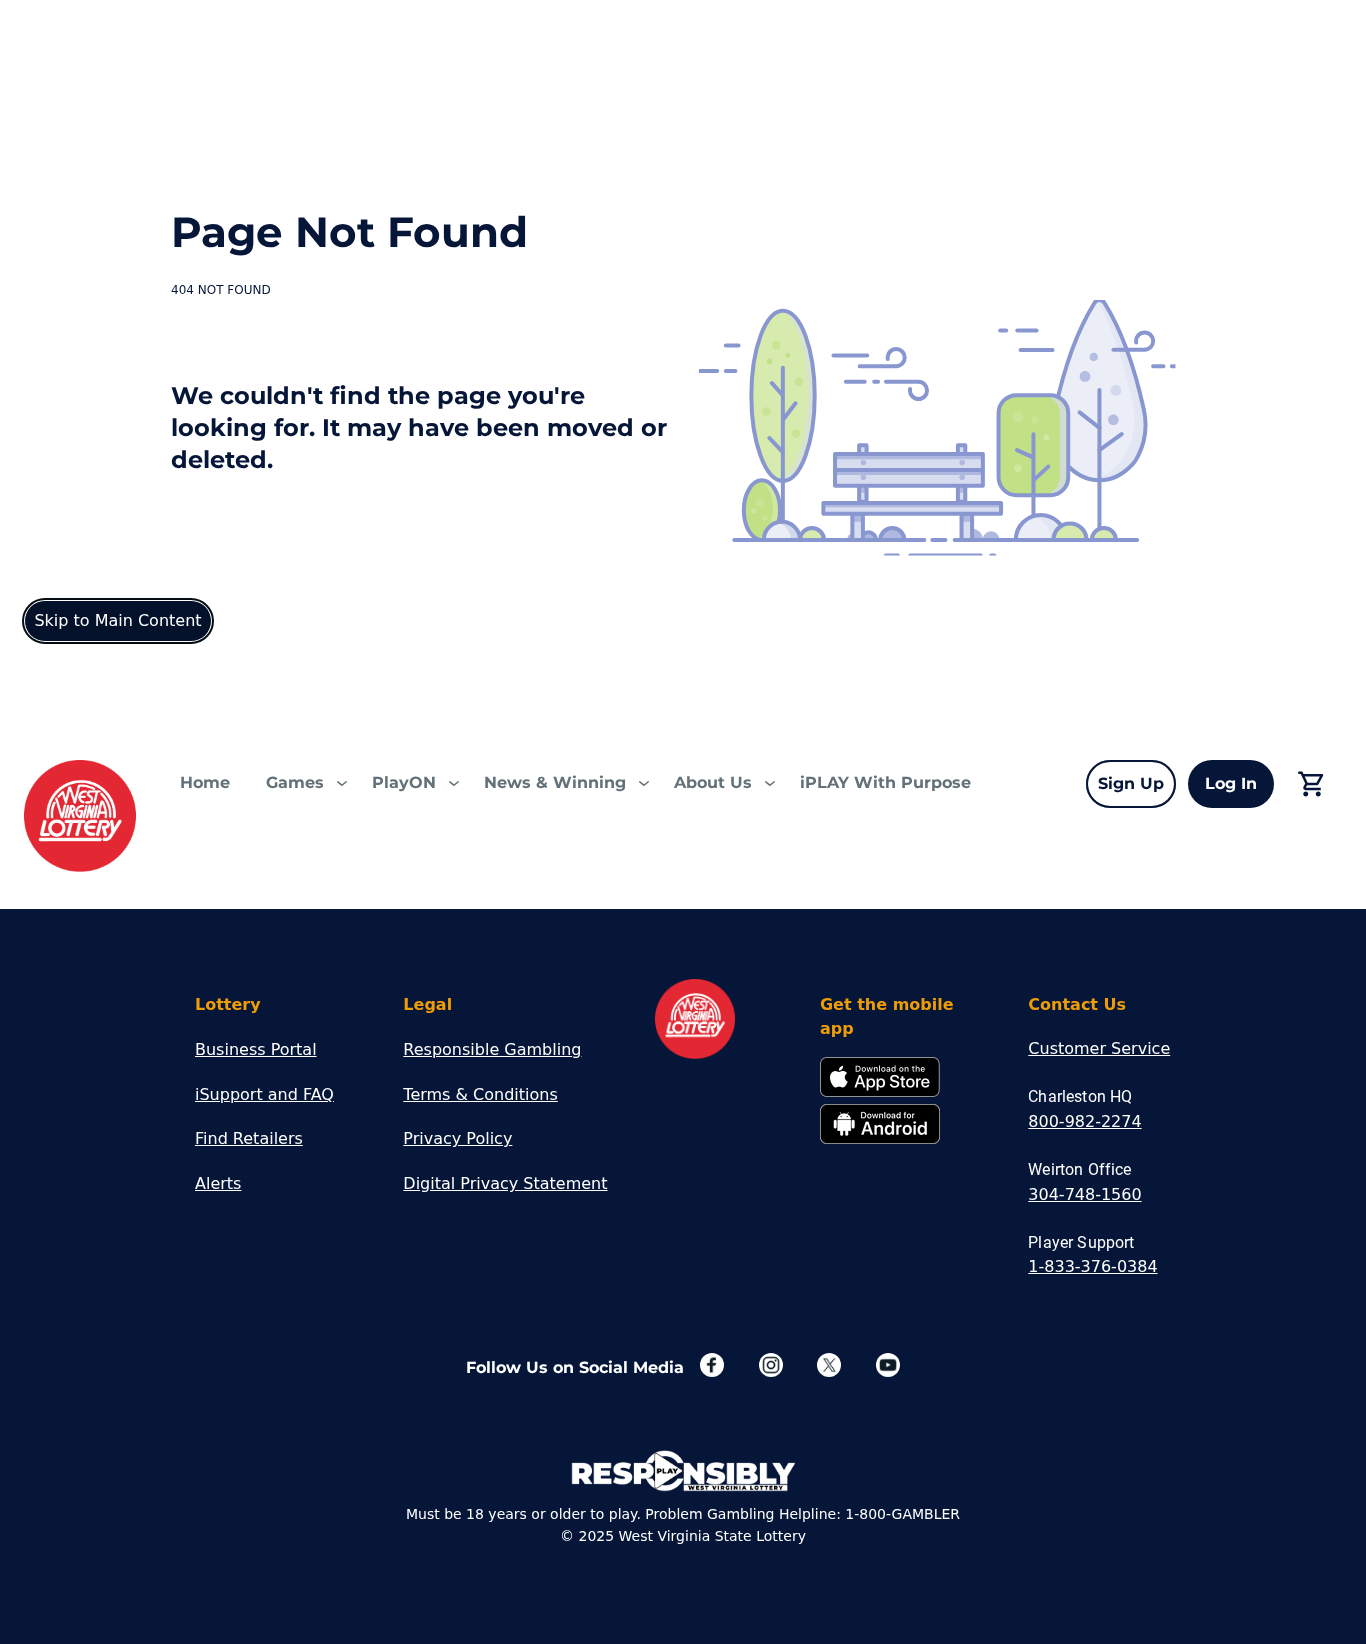 Page Not Found
404 NOT FOUND
We couldn't find the page you're
looking for. It may have been moved or
deleted.
Skip to Main Content
WEST
VIRGINIA
LOTTERY
Home
Games
PlayON
News & Winning
About Us
iPLAY With Purpose
Sign Up
Log In
Lottery
Business Portal
iSupport and FAQ
Find Retailers
Alerts
Legal
Responsible Gambling
Terms & Conditions
Privacy Policy
Digital Privacy Statement
WEST
VIRGINIA
LOTTERY
Get the mobile
app
Download on the
App Store
Download for
Android
Contact Us
Customer Service
Charleston HQ
800-982-2274
Weirton Office
304-748-1560
Player Support
1-833-376-0384
Follow Us on Social Media
RESPONSIBLY
PLAY
WEST VIRGINIA LOTTERY
Must be 18 years or older to play. Problem Gambling Helpline: 1-800-GAMBLER
© 2025 West Virginia State Lottery